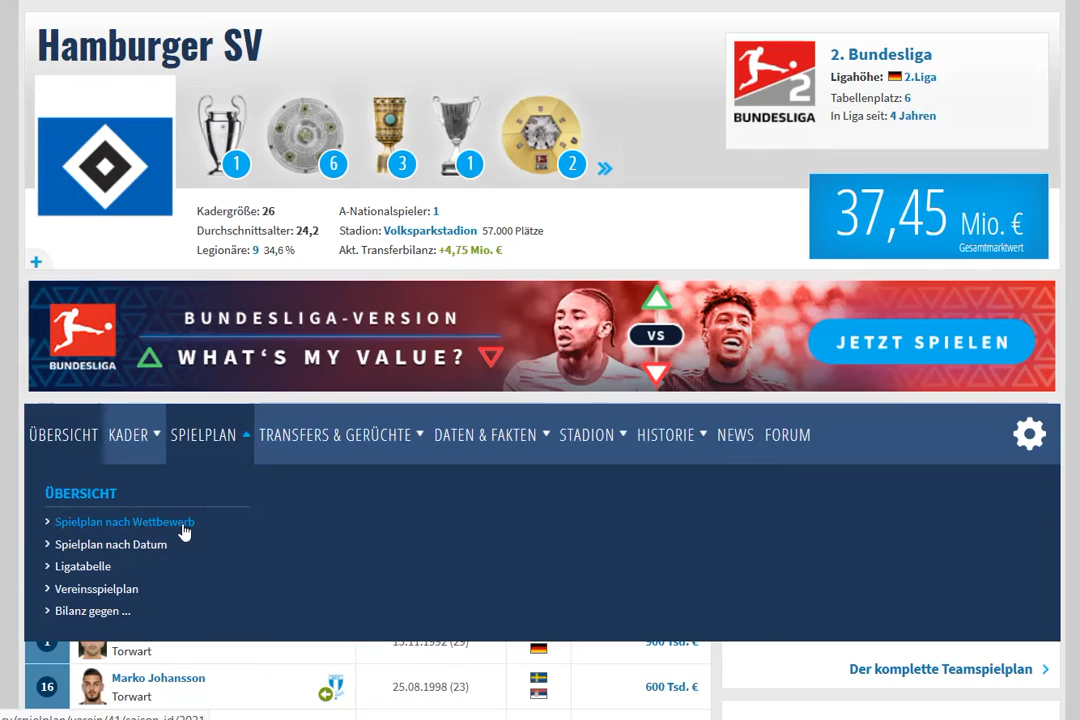 Hamburger SV
1
6
3
1
2
2
BUNDESLIGA
2. Bundesliga
Ligahöhe: 2.Liga
Tabellenplatz: 6
In Liga seit: 4 Jahren
Kadergröße: 26
Durchschnittsalter: 24,2
Legionäre: 9 34,6 %
A-Nationalspieler: 1
Stadion: Volksparkstadion 57.000 Plätze
Akt. Transferbilanz: +4,75 Mio. €
37,45 Mio. €
Gesamtmarktwert
+
BUNDESLIGA
BUNDESLIGA-VERSION
WHAT‘S MY VALUE?
VS
JETZT SPIELEN
ÜBERSICHT KADER SPIELPLAN TRANSFERS & GERÜCHTE DATEN & FAKTEN STADION HISTORIE NEWS FORUM
ÜBERSICHT
Spielplan nach Wettbewerb
Spielplan nach Datum
Ligatabelle
Vereinsspielplan
Bilanz gegen ...
1 Torwart 900 Tsd. €
16 Marko Johansson 25.08.1998 (23) 600 Tsd. €
Torwart
Der komplette Teamspielplan